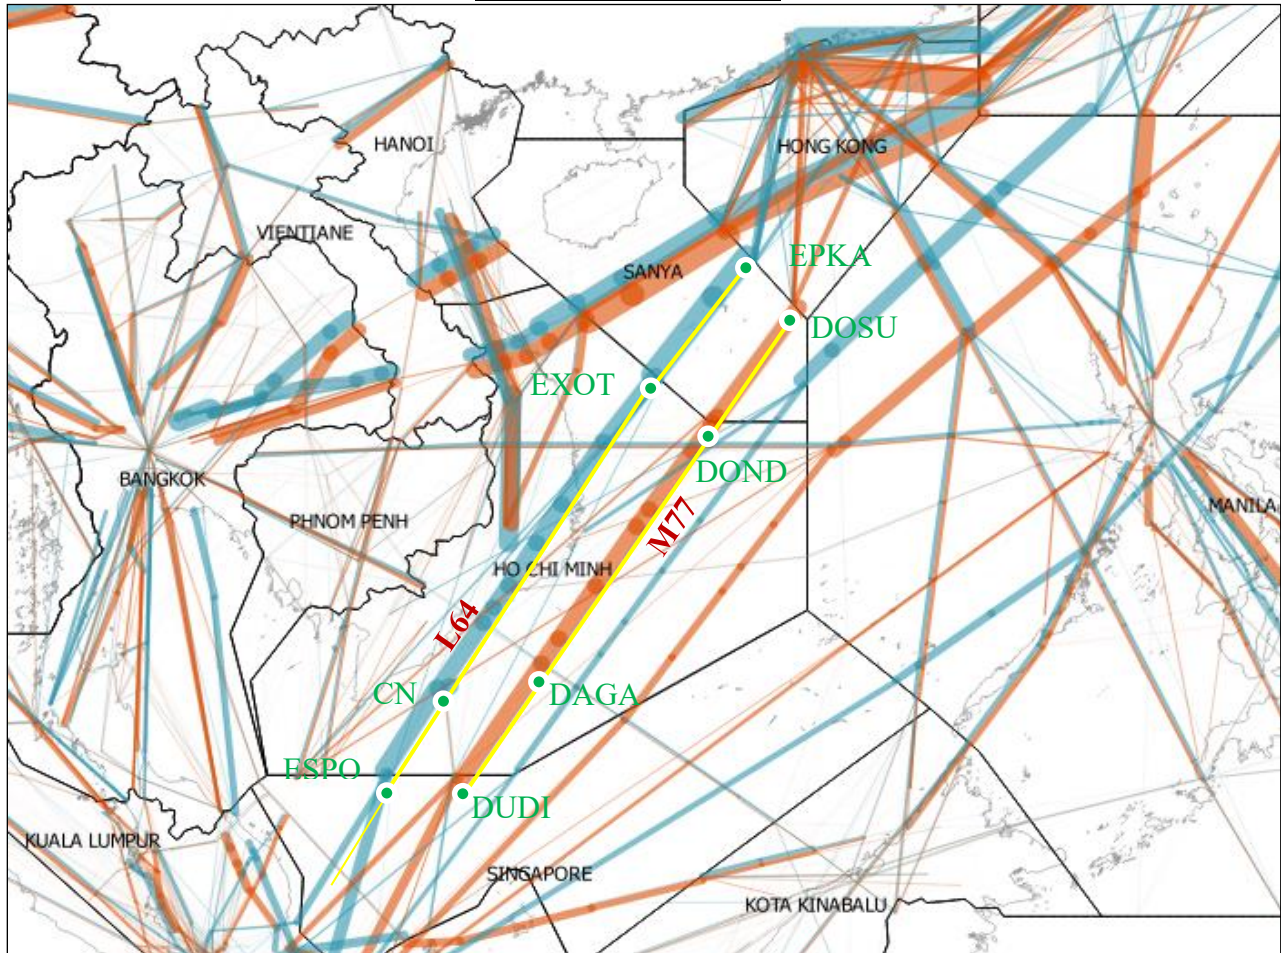 HANOI
HONG KONG
VIENTIANE
SANYA
EPKA
DOSU
EXOT
DOND
BANGKOK
MANILA
PHNOM PENH
M77
HO CHI MINH
L64
CN
DAGA
ESPO
DUDI
KUALA LUMPUR
SINGAPORE
KOTA KINABALU